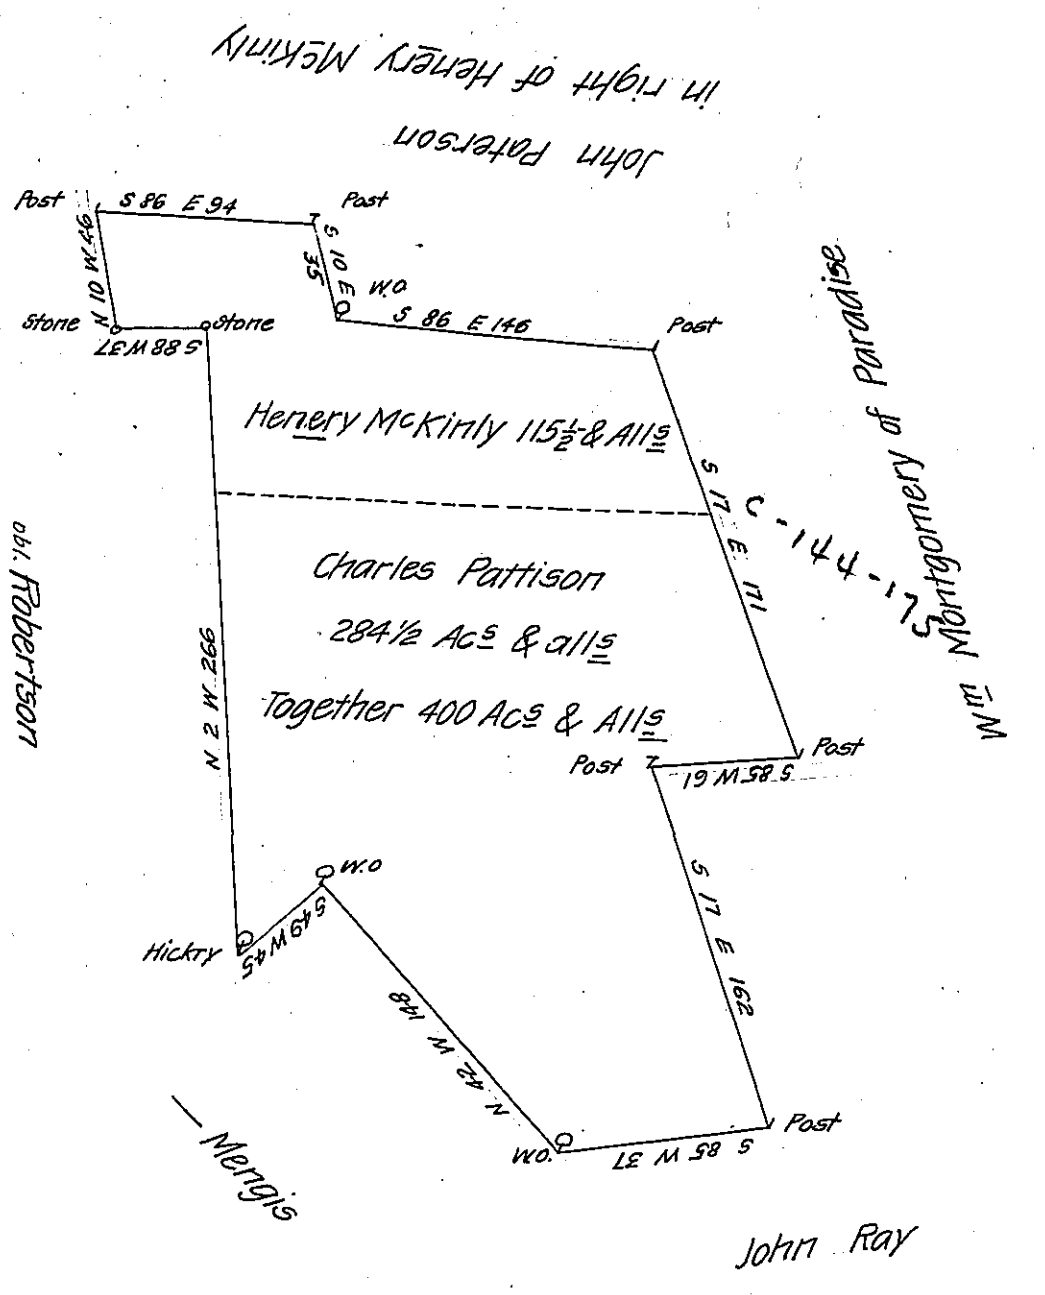 in right of Henery McKinly
John Paterson
Post
S 86 E 94
Post
N 10 W 46
S 10 E
35
W.O
S 86 E 146
Post
Stone
Stone
S 88 W 37
Henery McKinly 115½ & Alls
S 17 E 171
Wm Montgomery of Paradise
C-144-175
Charles Pattison
284 1/2 Acs & alls
Together 400 Acs & Alls
N 2 W 266
Robertson
Post
S 85 W 61
Post
W.O
S 49 W 45
Hickry
S 17 E 162
N 42 W 148
W.O.
S 85 W 37
Post
Mengis
John Ray